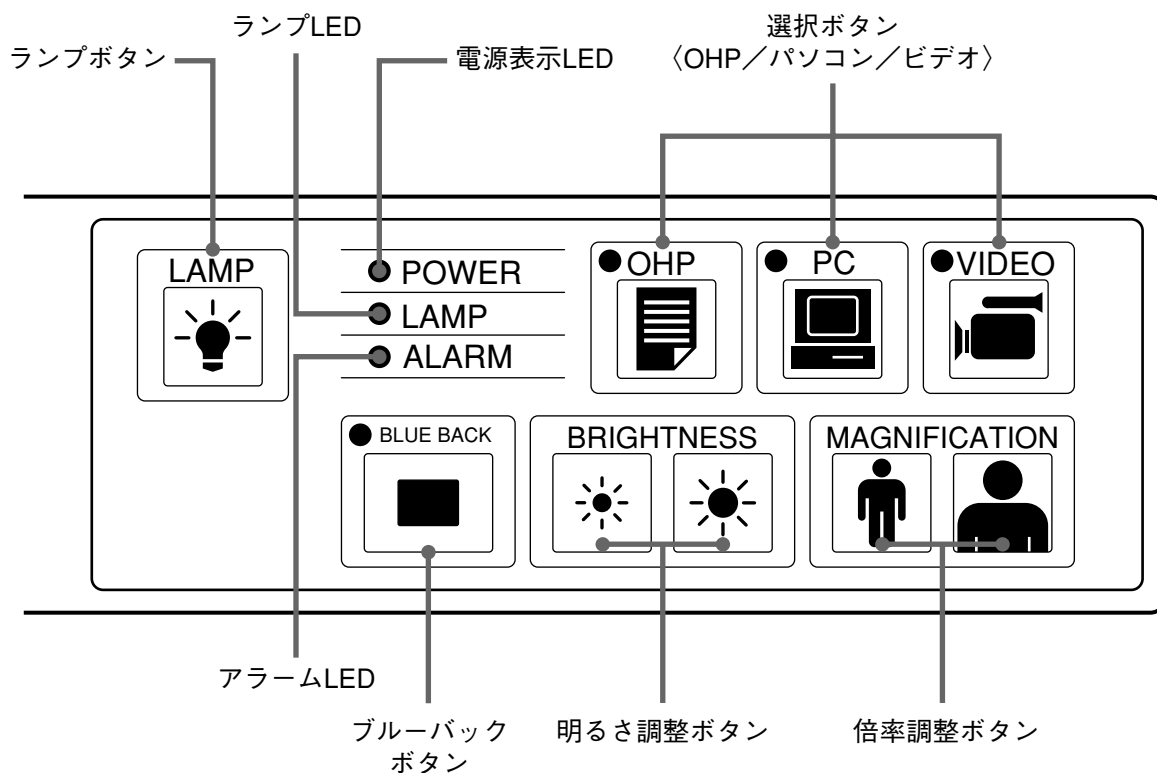 ランプLED
選択ボタン
ランプボタン
電源表示LED
〈OHP／パソコン／ビデオ〉
LAMP
POWER
LAMP
ALARM
OHP
PC
VIDEO
BLUE BACK
BRIGHTNESS
MAGNIFICATION
アラームLED
ブルーバック
ボタン
明るさ調整ボタン
倍率調整ボタン